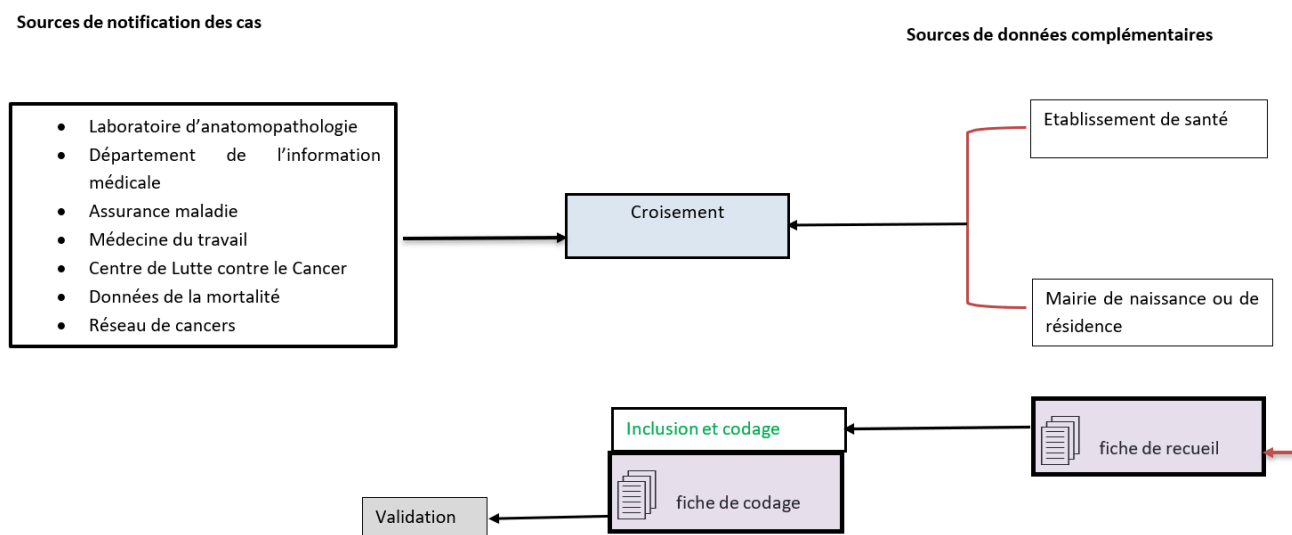 Sources de notification des cas
Sources de données complémentaires
• Laboratoire d'anatomopathologie
• Département de l'information
médicale
• Assurance maladie
• Médecine du travail
• Centre de Lutte contre le Cancer
• Données de la mortalité
• Réseau de cancers
Croisement
Etablissement de santé
Mairie de naissance ou de
résidence
Inclusion et codage
fiche de recueil
fiche de codage
Validation